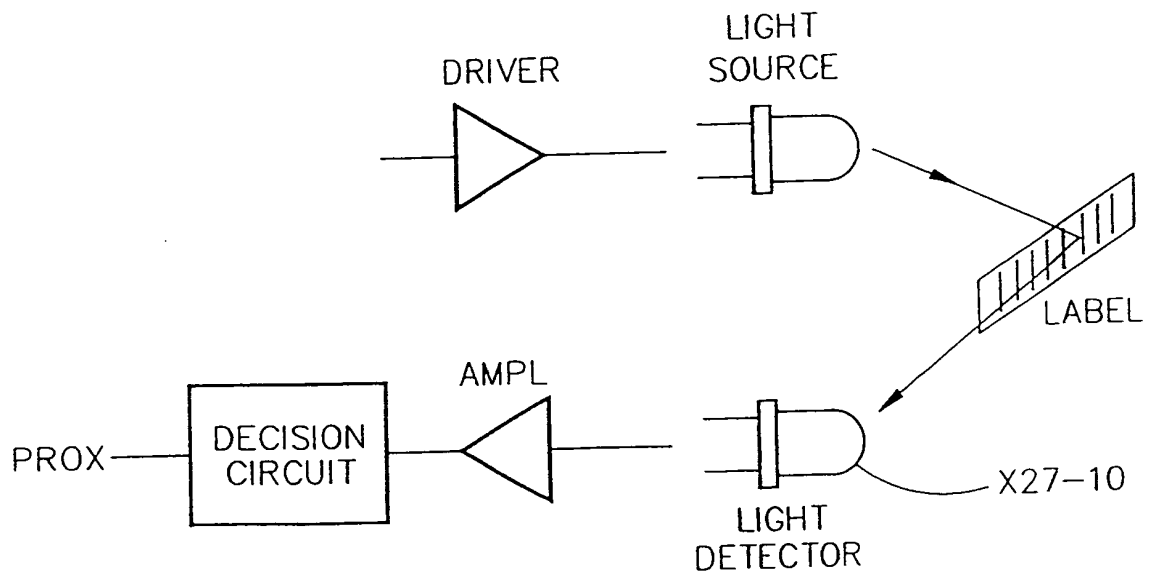 LIGHT
SOURCE
DRIVER
LABEL
AMPL
DECISION
CIRCUIT
PROX
X27-10
LIGHT
DETECTOR